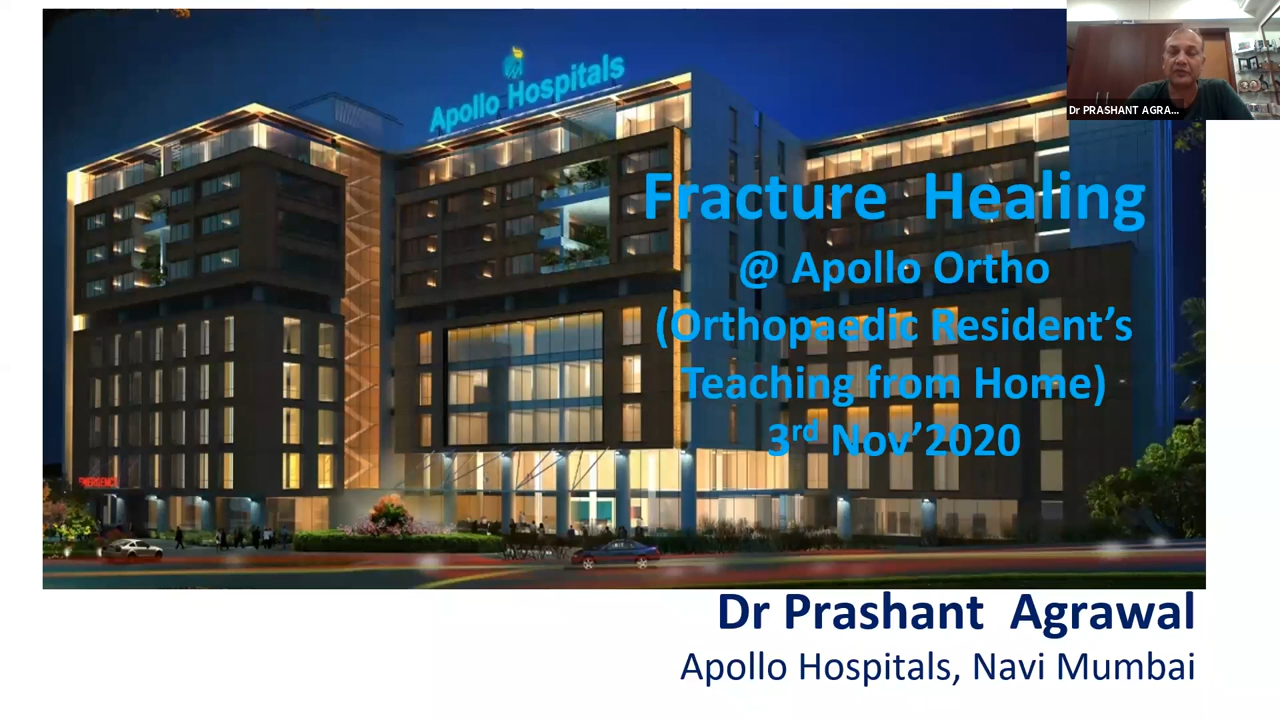 Apollo Hospitals
Dr PRASHANT AGRA...
Fracture Healing
@ Apollo Ortho
(Orthopaedic Resident’s
Teaching from Home)
3rd Nov’2020
EMERGENCY
Dr Prashant Agrawal
Apollo Hospitals, Navi Mumbai